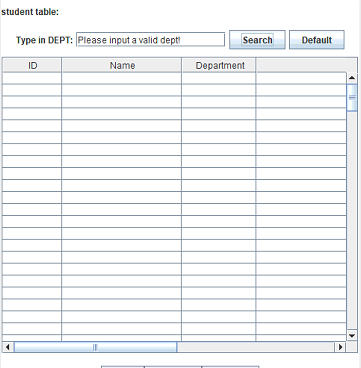 student table:
Type in DEPT: Please input a valid dept! Search Default
ID Name Department